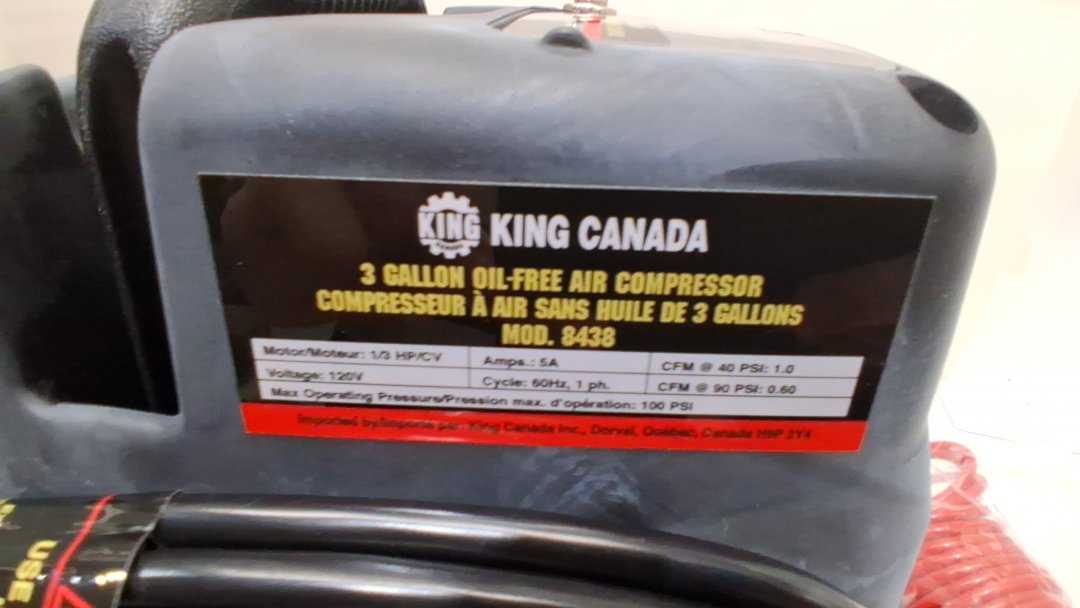 KING
CANADA
KING CANADA
3 GALLON OIL-FREE AIR COMPRESSOR
COMPRESSEUR À AIR SANS HUILE DE 3 GALLONS
MOD. 8438
Motor/Moteur: 1/3 HP/CV Amps.: 5A CFM @ 40 PSI: 1.0
Voltage: 120V Cycle: 60Hz, 1 ph. CFM @ 90 PSI: 0.60
Max Operating Pressure/Pression max. d'opération: 100 PSI
Imported by/Importé par: King Canada Inc., Dorval, Québec, Canada H9P 2Y4
USE